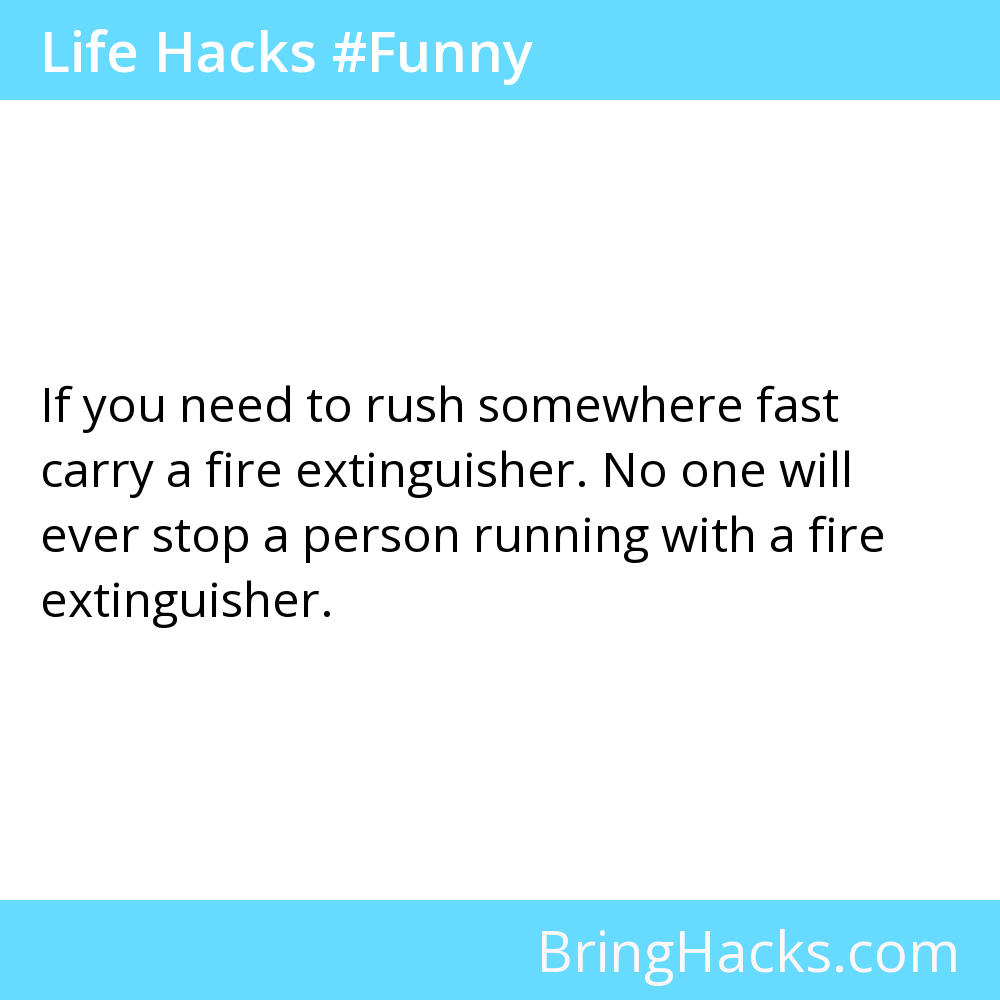 Life Hacks #Funny
If you need to rush somewhere fast
carry a fire extinguisher. No one will
ever stop a person running with a fire
extinguisher.
BringHacks.com